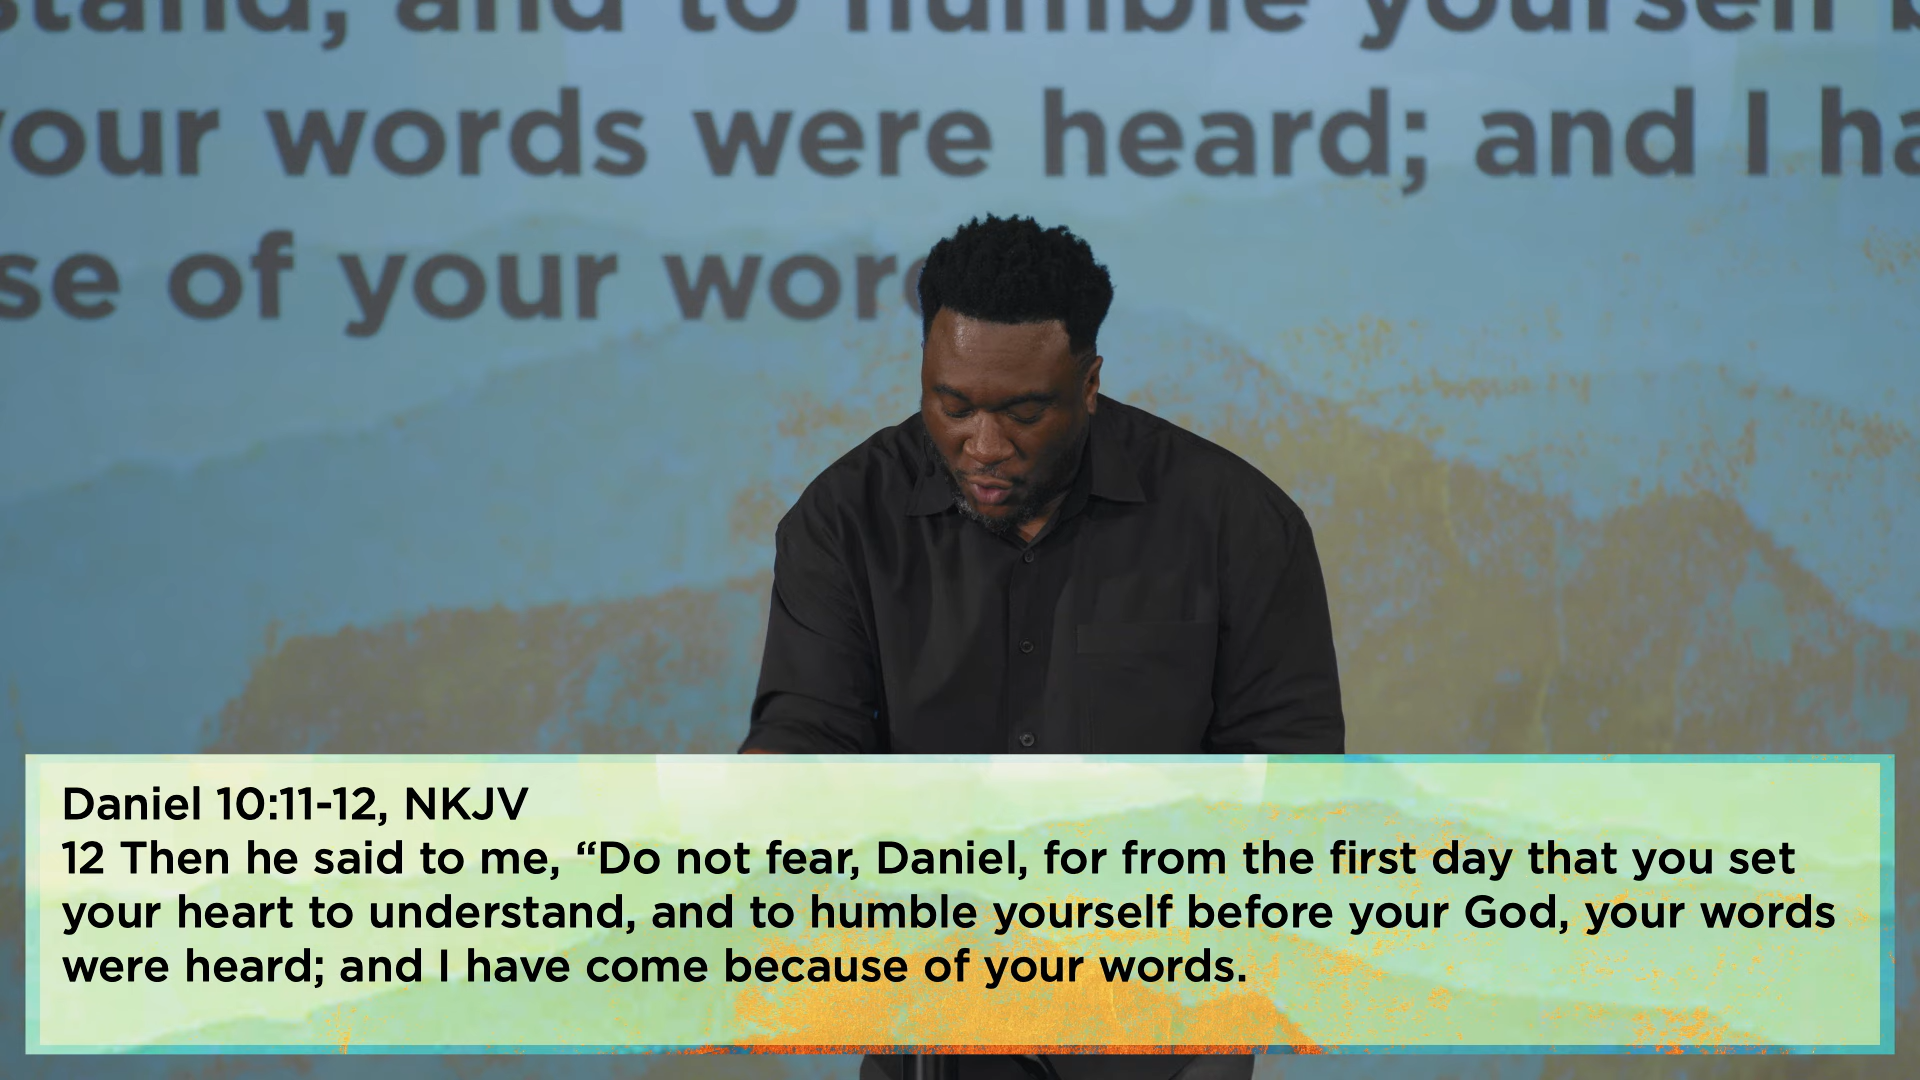 stand, and to humble yourself b
your words were heard; and I ha
se of your wor
Daniel 10:11-12, NKJV
12 Then he said to me, “Do not fear, Daniel, for from the first day that you set
your heart to understand, and to humble yourself before your God, your words
were heard; and I have come because of your words.